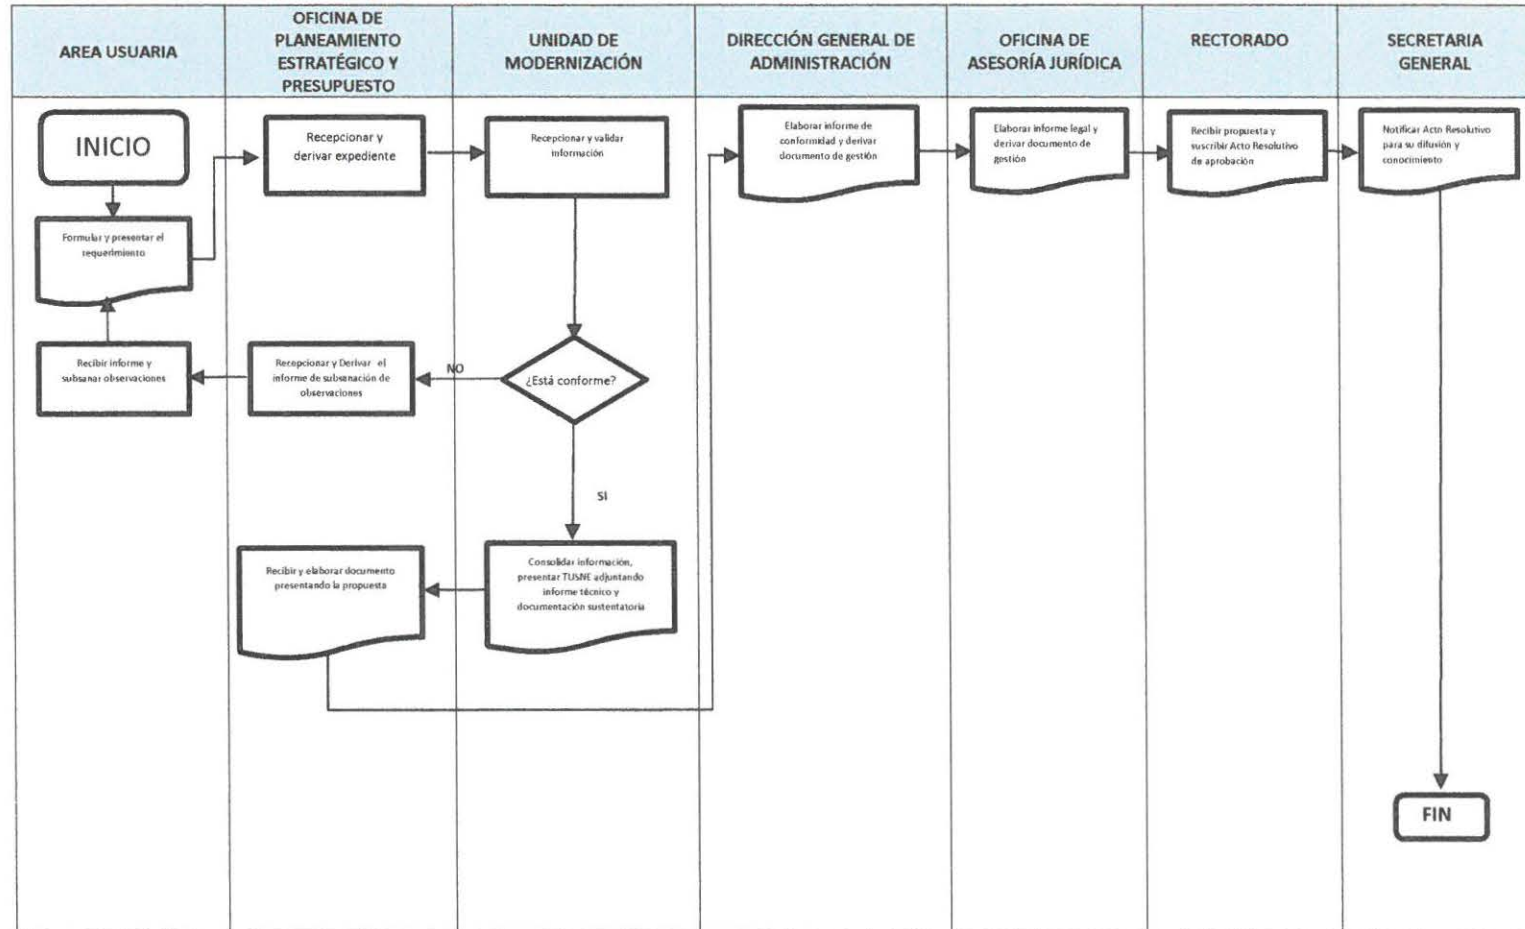 AREA USUARIA
OFICINA DE
PLANEAMIENTO
ESTRATÉGICO Y
PRESUPUESTO
UNIDAD DE
MODERNIZACIÓN
DIRECCIÓN GENERAL DE
ADMINISTRACIÓN
OFICINA DE
ASESORÍA JURÍDICA
RECTORADO
SECRETARIA
GENERAL
INICIO
Formular y presentar el
requerimiento
Recepcionar y
derivar expediente
Recepcionar y validar
información
Elaborar informe de
conformidad y derivar
documento de gestión
Elaborar informe legal y
derivar documento de
gestión
Recibir propuesta y
suscribir Acto Resolutivo
de aprobación
Notificar Acto Resolutivo
para su difusión y
conocimiento
Recibir informe y
subsanar observaciones
Recepcionar y Derivar el
informe de subsanación de
observaciones
NO
¿Está conforme?
SI
Recibir y elaborar documento
presentando la propuesta
Consolidar información,
presentar TUSNE adjuntando
informe técnico y
documentación sustentatoria
FIN